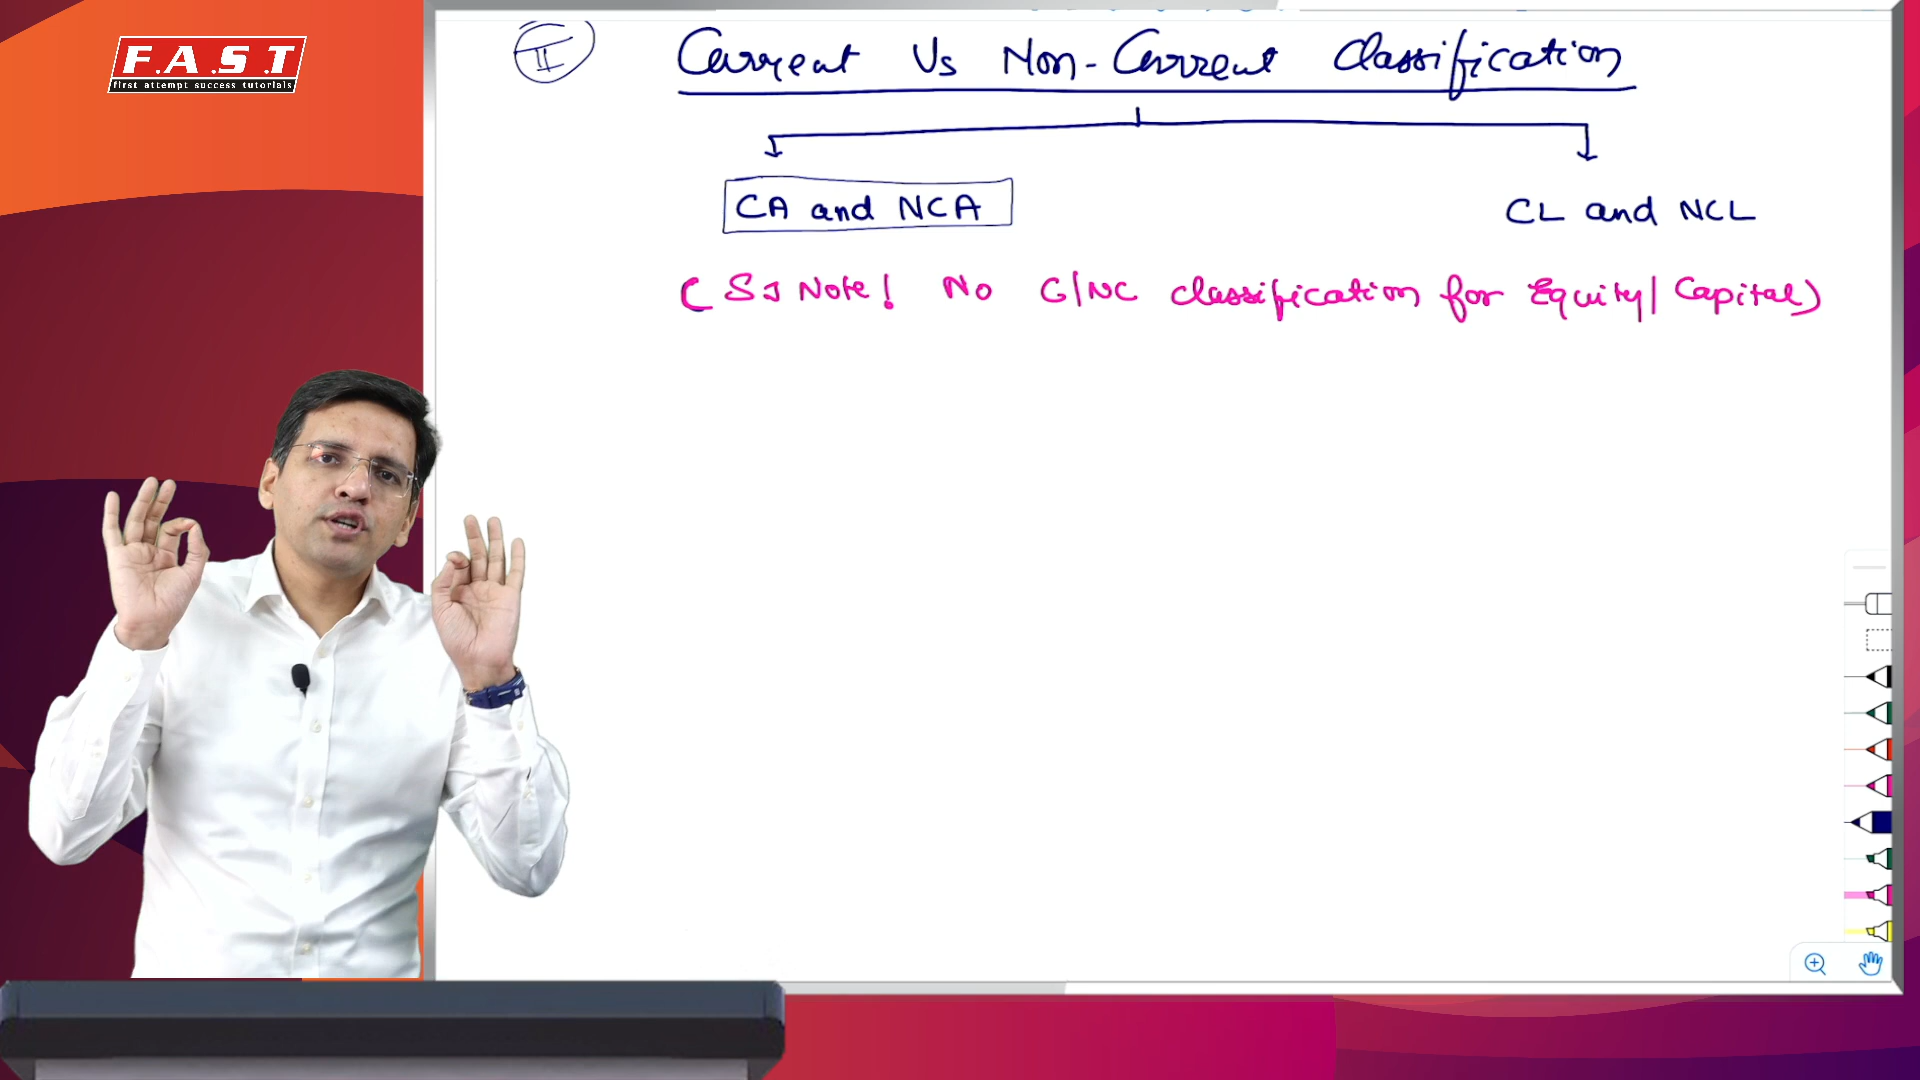 F.A.S.T
first attempt success tutorials
II
Current Vs Non-Current Classification
CA and NCA
CL and NCL
( SJ Note! No C/NC classification for Equity/ Capital)